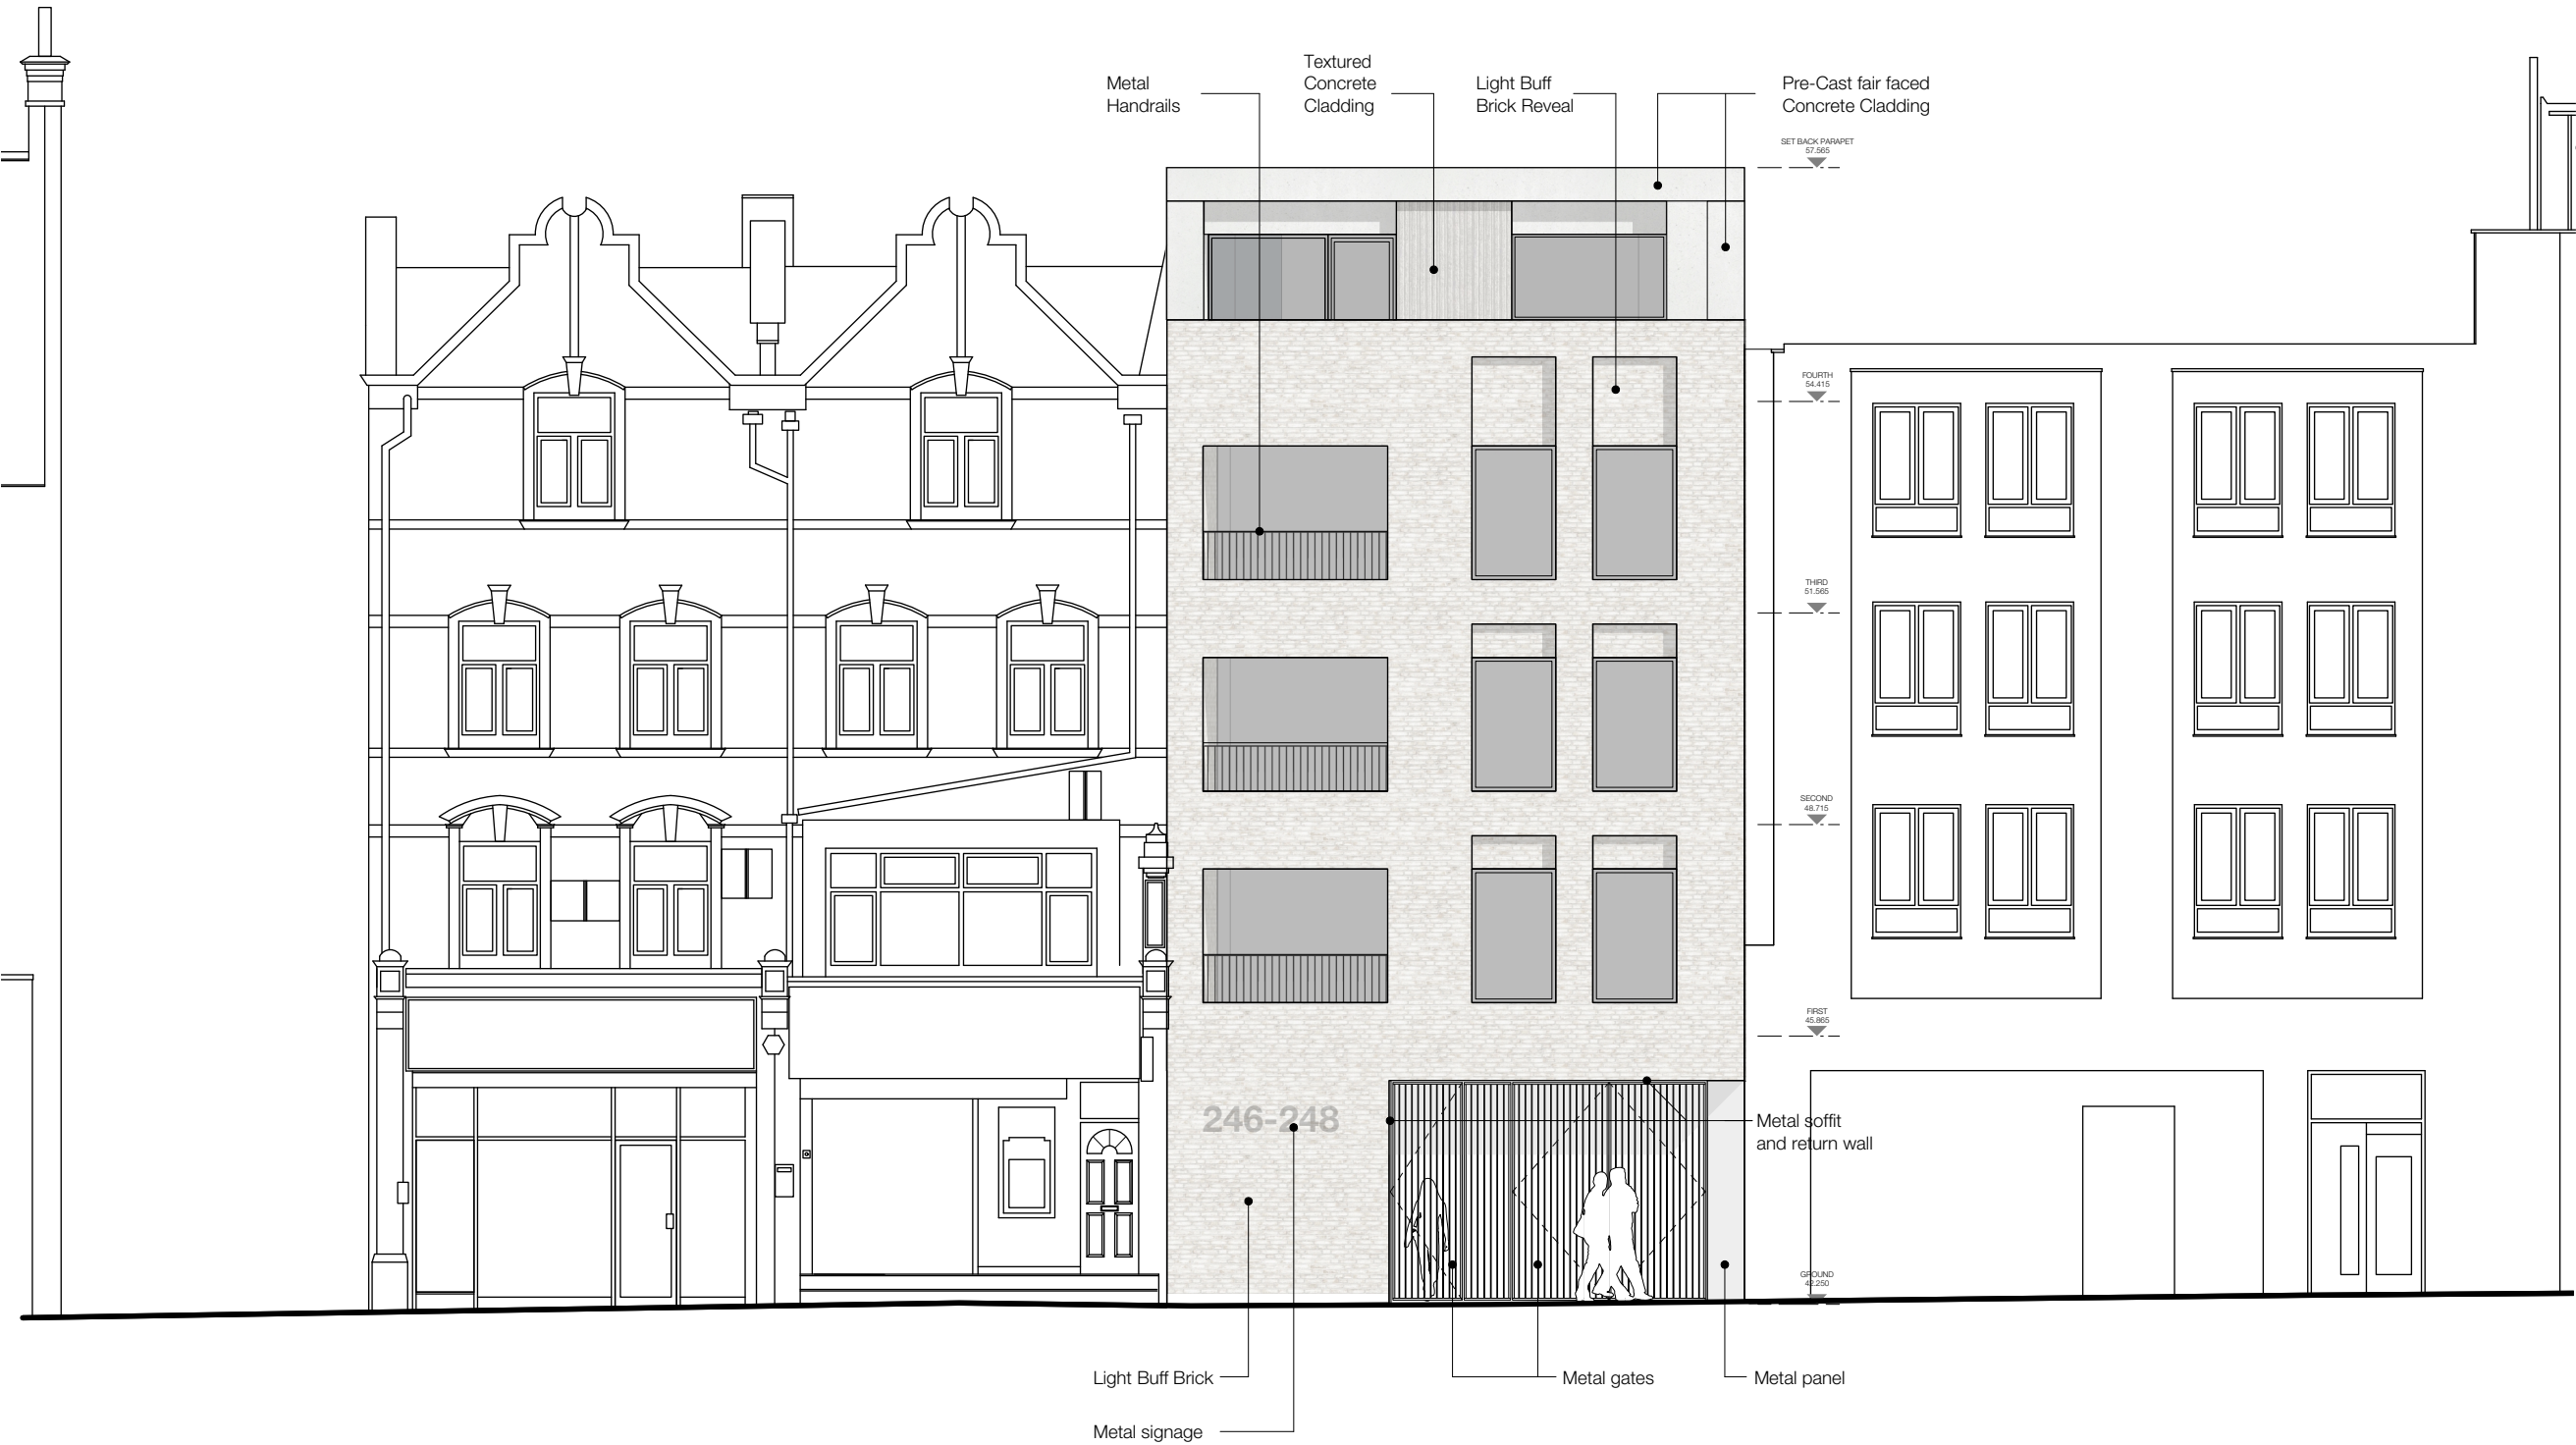 Metal
Handrails
Textured
Concrete
Cladding
Light Buff
Brick Reveal
Pre-Cast fair faced
Concrete Cladding
SET BACK PARAPET
57.565
FOURTH
54.415
THIRD
51.565
SECOND
48.715
FIRST
45.865
246-248
Metal soffit
and return wall
GROUND
42.250
Light Buff Brick
Metal gates
Metal panel
Metal signage